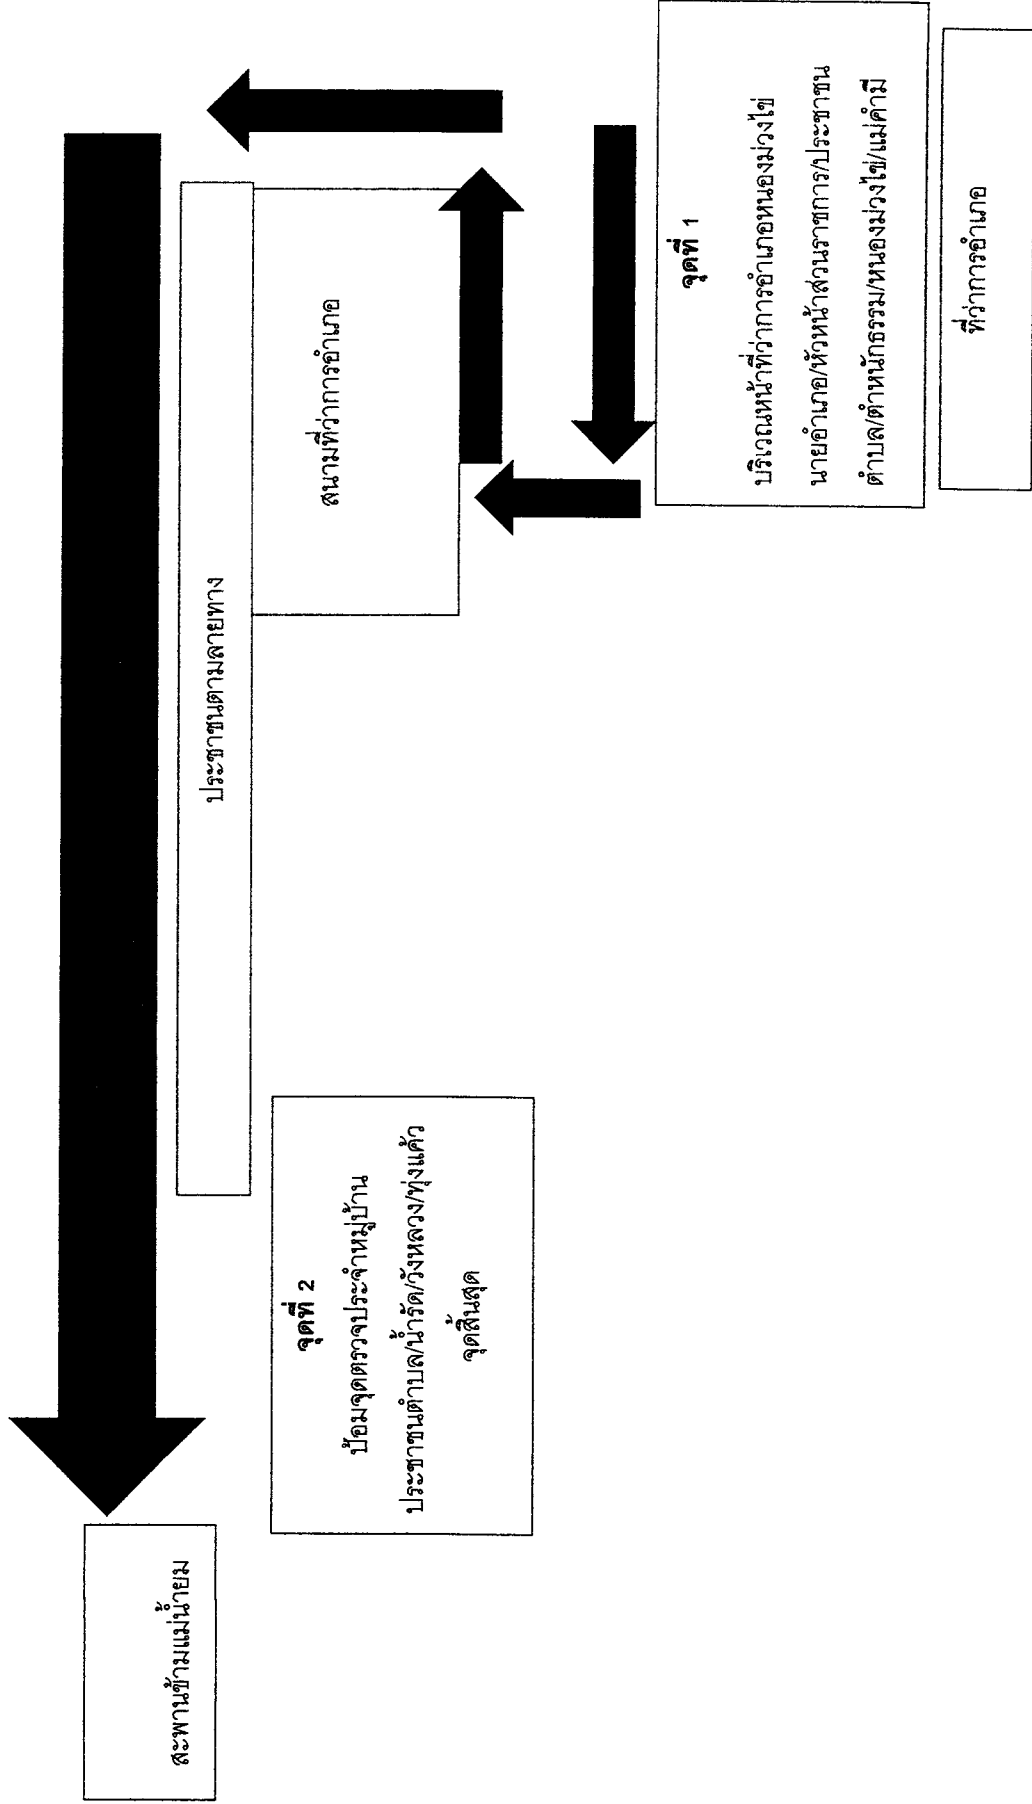 สะพานข้ามแม่น้ำยม
ประชาชนตามลายทาง
สนามที่ว่าการอำเภอ
จุดที่ 2
ป้อมจุดตรวจประจำหมู่บ้าน
ประชาชนตำบล/น้ำรัด/วังหลวง/ทุ่งแค้ว
จุดสิ้นสุด
จุดที่ 1
บริเวณหน้าที่ว่าการอำเภอหนองม่วงไข่
นายอำเภอ/หัวหน้าส่วนราชการ/ประชาชน
ตำบล/ตำหนักธรรม/หนองม่วงไข่/แม่คำมี
ที่ว่าการอำเภอ